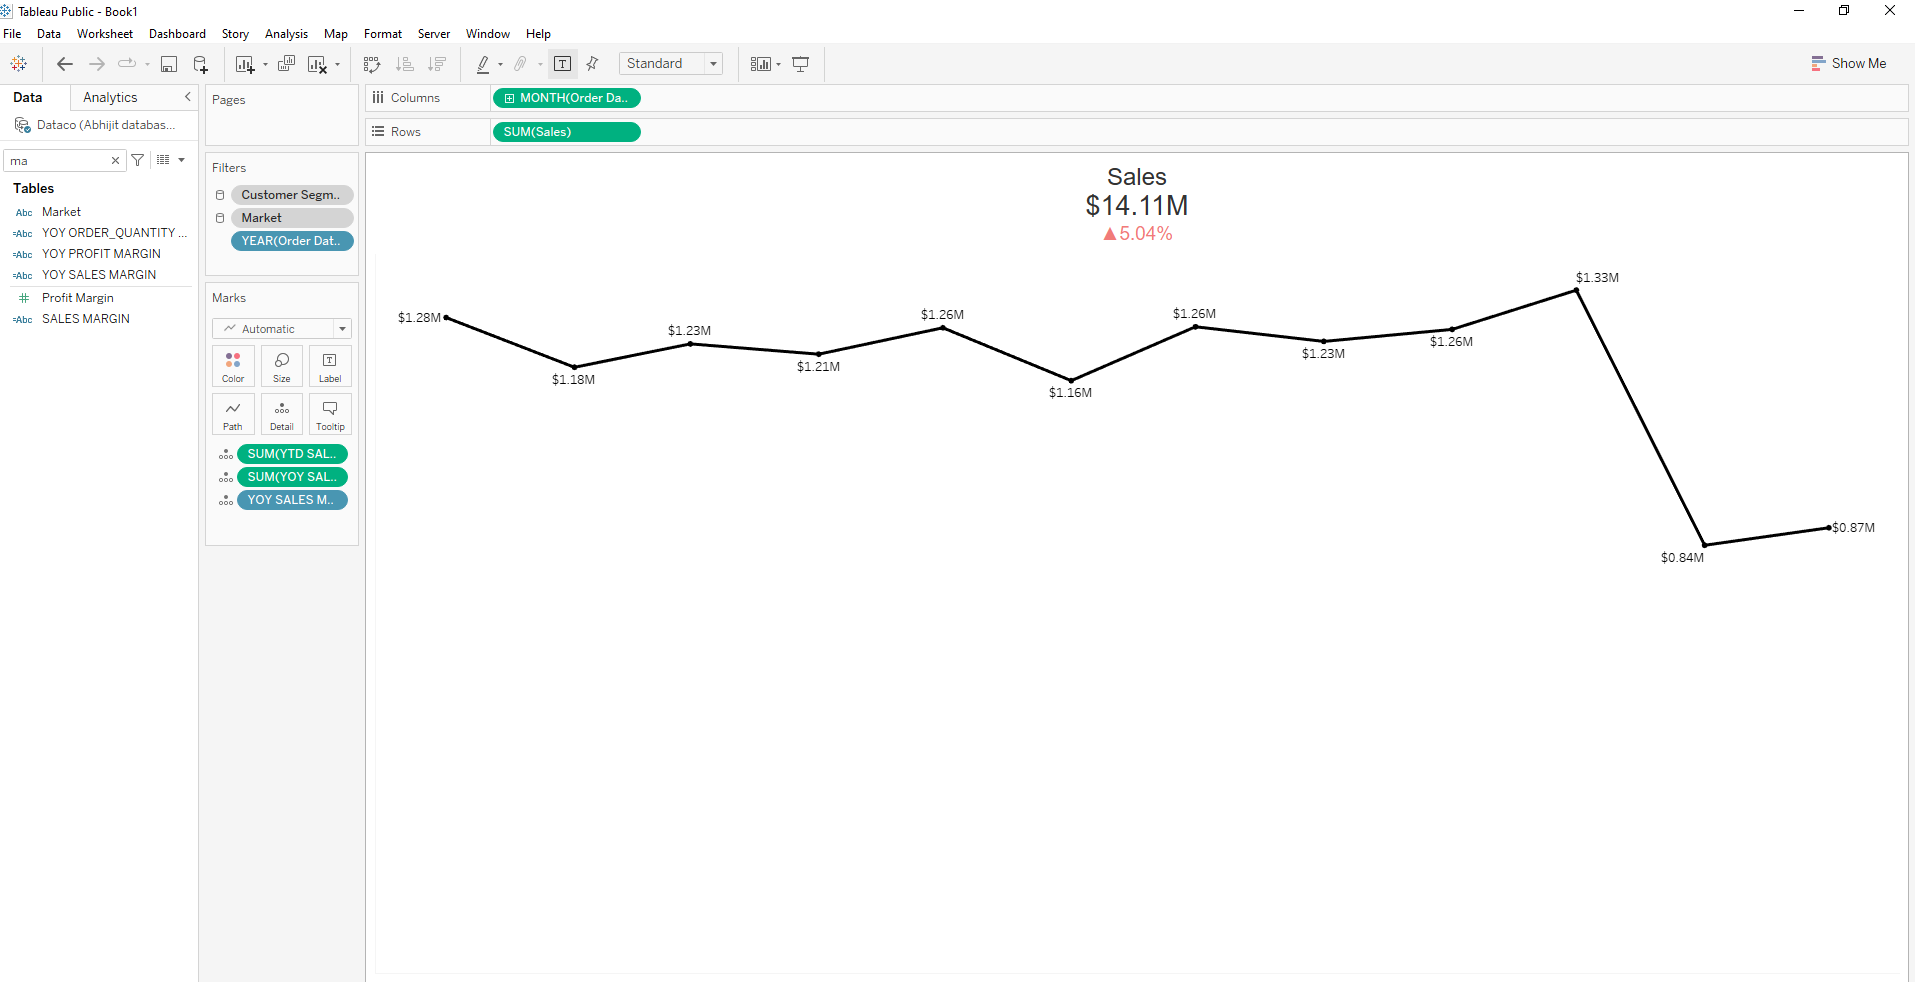 Tableau Public - Book1
File Data Worksheet Dashboard Story Analysis Map Format Server Window Help
Standard
Show Me
Data Analytics
Dataco (Abhijit databas...
ma
Tables
Abc Market
=Abc YOY ORDER_QUANTITY ...
=Abc YOY PROFIT MARGIN
=Abc YOY SALES MARGIN
# Profit Margin
=Abc SALES MARGIN
Pages
Filters
Customer Segm..
Market
YEAR(Order Dat..
Marks
Automatic
Color Size Label
Path Detail Tooltip
SUM(YTD SAL..
SUM(YOY SAL..
YOY SALES M..
Columns MONTH(Order Da..
Rows SUM(Sales)
Sales
$14.11M
▲5.04%
$1.28M
$1.18M
$1.23M
$1.21M
$1.26M
$1.16M
$1.26M
$1.23M
$1.26M
$1.33M
$0.84M
$0.87M